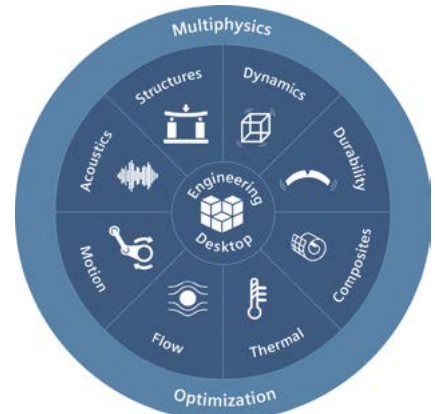 Multiphysics
Structures
Dynamics
Acoustics
Durability
Engineering
Desktop
Motion
Composites
Flow
Thermal
Optimization